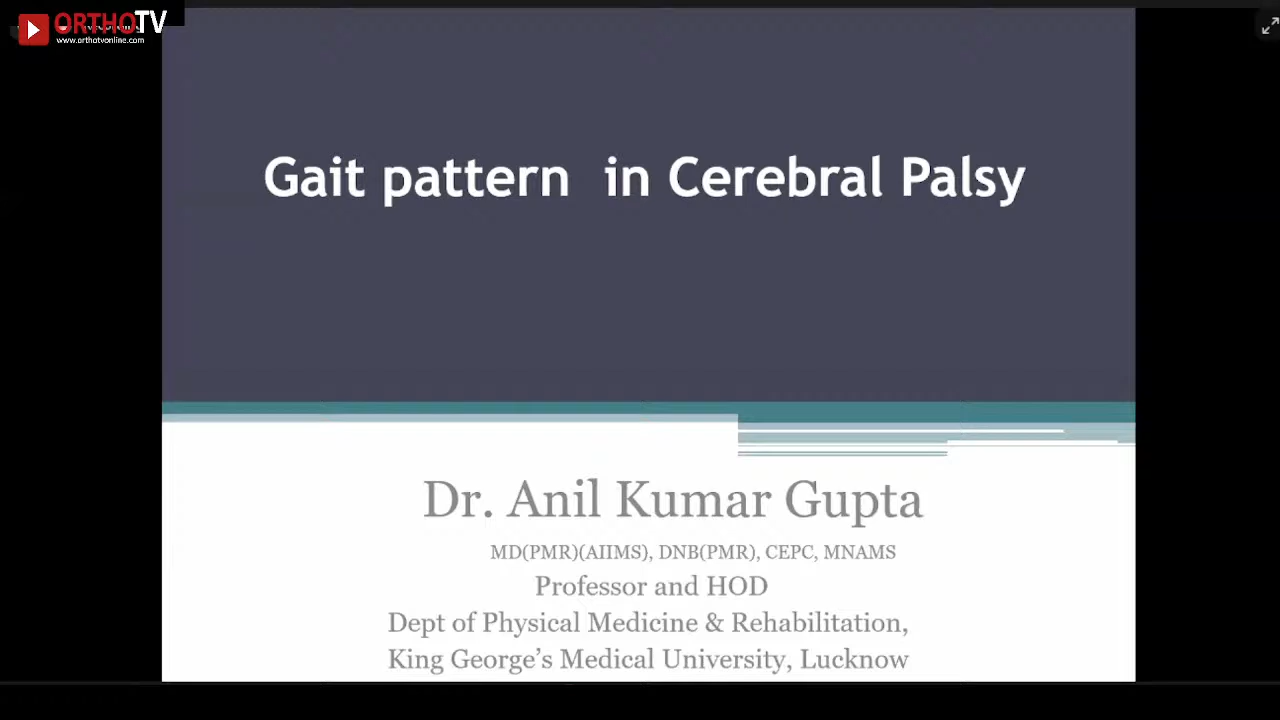 ORTHOTV
www.orthotvonline.com
Gait pattern in Cerebral Palsy
Dr. Anil Kumar Gupta
MD(PMR)(AIIMS), DNB(PMR), CEPC, MNAMS
Professor and HOD
Dept of Physical Medicine & Rehabilitation,
King George’s Medical University, Lucknow